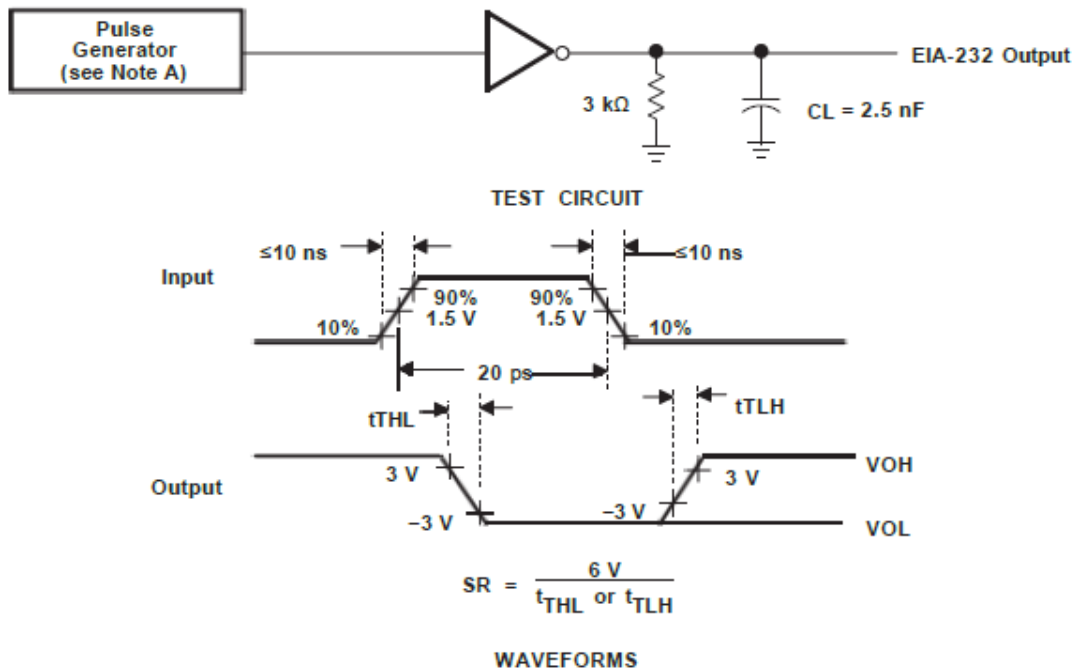 Pulse
Generator
(see Note A)
EIA-232 Output
3 kΩ
CL = 2.5 nF
TEST CIRCUIT
≤10 ns
≤10 ns
Input
90%
1.5 V
90%
1.5 V
10%
10%
20 ps
tTHL
tTLH
Output
3 V
−3 V
3 V
−3 V
VOH
VOL
SR = 6 V / tTHL or tTLH
WAVEFORMS